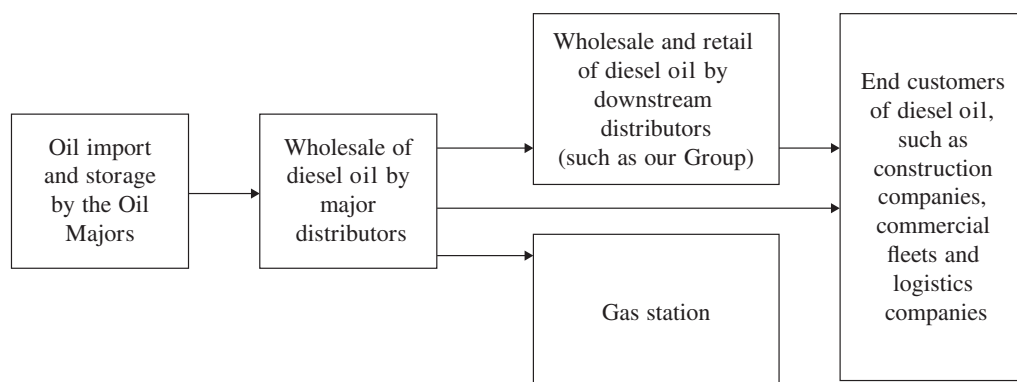 Oil import
and storage
by the Oil
Majors
Wholesale of
diesel oil by
major
distributors
Wholesale and retail
of diesel oil by
downstream
distributors
(such as our Group)
Gas station
End customers
of diesel oil,
such as
construction
companies,
commercial
fleets and
logistics
companies